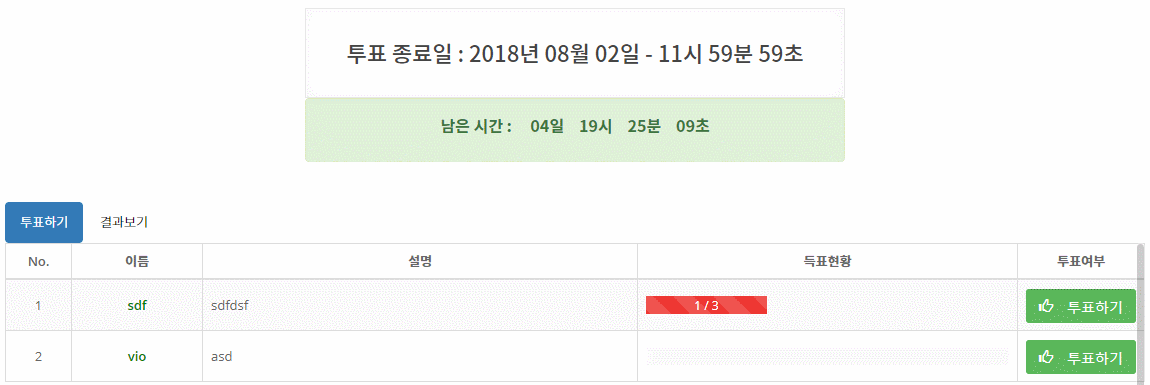 투표 종료일 : 2018년 08월 02일 - 11시 59분 59초
남은 시간 : 04일 19시 25분 09초
투표하기 결과보기
No. 이름 설명 득표현황 투표여부
1 sdf sdfdsf 1 / 3 투표하기
2 vio asd 투표하기